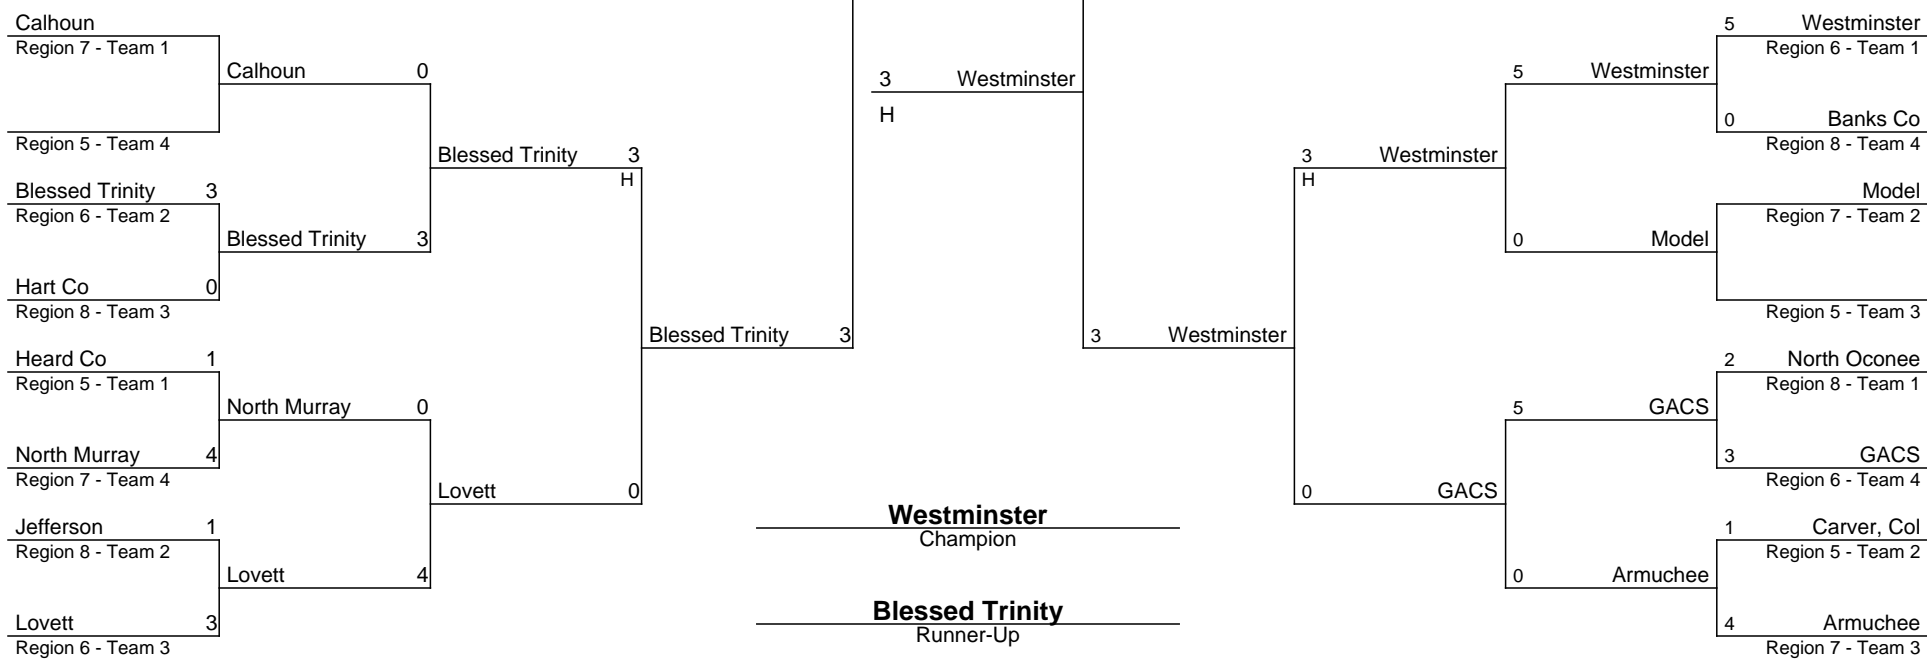 Calhoun
Region 7 - Team 1
Calhoun 0
Region 5 - Team 4
Blessed Trinity 3
H
Blessed Trinity 3
Region 6 - Team 2
Blessed Trinity 3
Hart Co 0
Region 8 - Team 3
Blessed Trinity 3
Heard Co 1
Region 5 - Team 1
North Murray 0
North Murray 4
Region 7 - Team 4
Lovett 0
Jefferson 1
Region 8 - Team 2
Lovett 4
Lovett 3
Region 6 - Team 3
3 Westminster
H
Westminster
Champion
Blessed Trinity
Runner-Up
5 Westminster
Region 6 - Team 1
5 Westminster
0 Banks Co
Region 8 - Team 4
3 Westminster
H
Model
Region 7 - Team 2
0 Model
Region 5 - Team 3
3 Westminster
2 North Oconee
Region 8 - Team 1
5 GACS
3 GACS
Region 6 - Team 4
0 GACS
1 Carver, Col
Region 5 - Team 2
0 Armuchee
4 Armuchee
Region 7 - Team 3